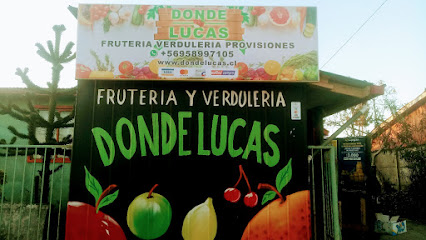 DONDE
LUCAS
FRUTERIA VERDULERIA PROVISIONES
+56958997105
www.dondelucas.cl
FRUTERIA Y VERDULERIA
DONDE LUCAS